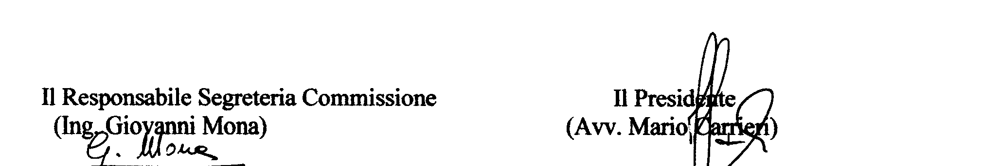 Il Responsabile Segreteria Commissione
(Ing. Giovanni Mona)
G. Mona
Il Presidente
(Avv. Mario Carrieri)